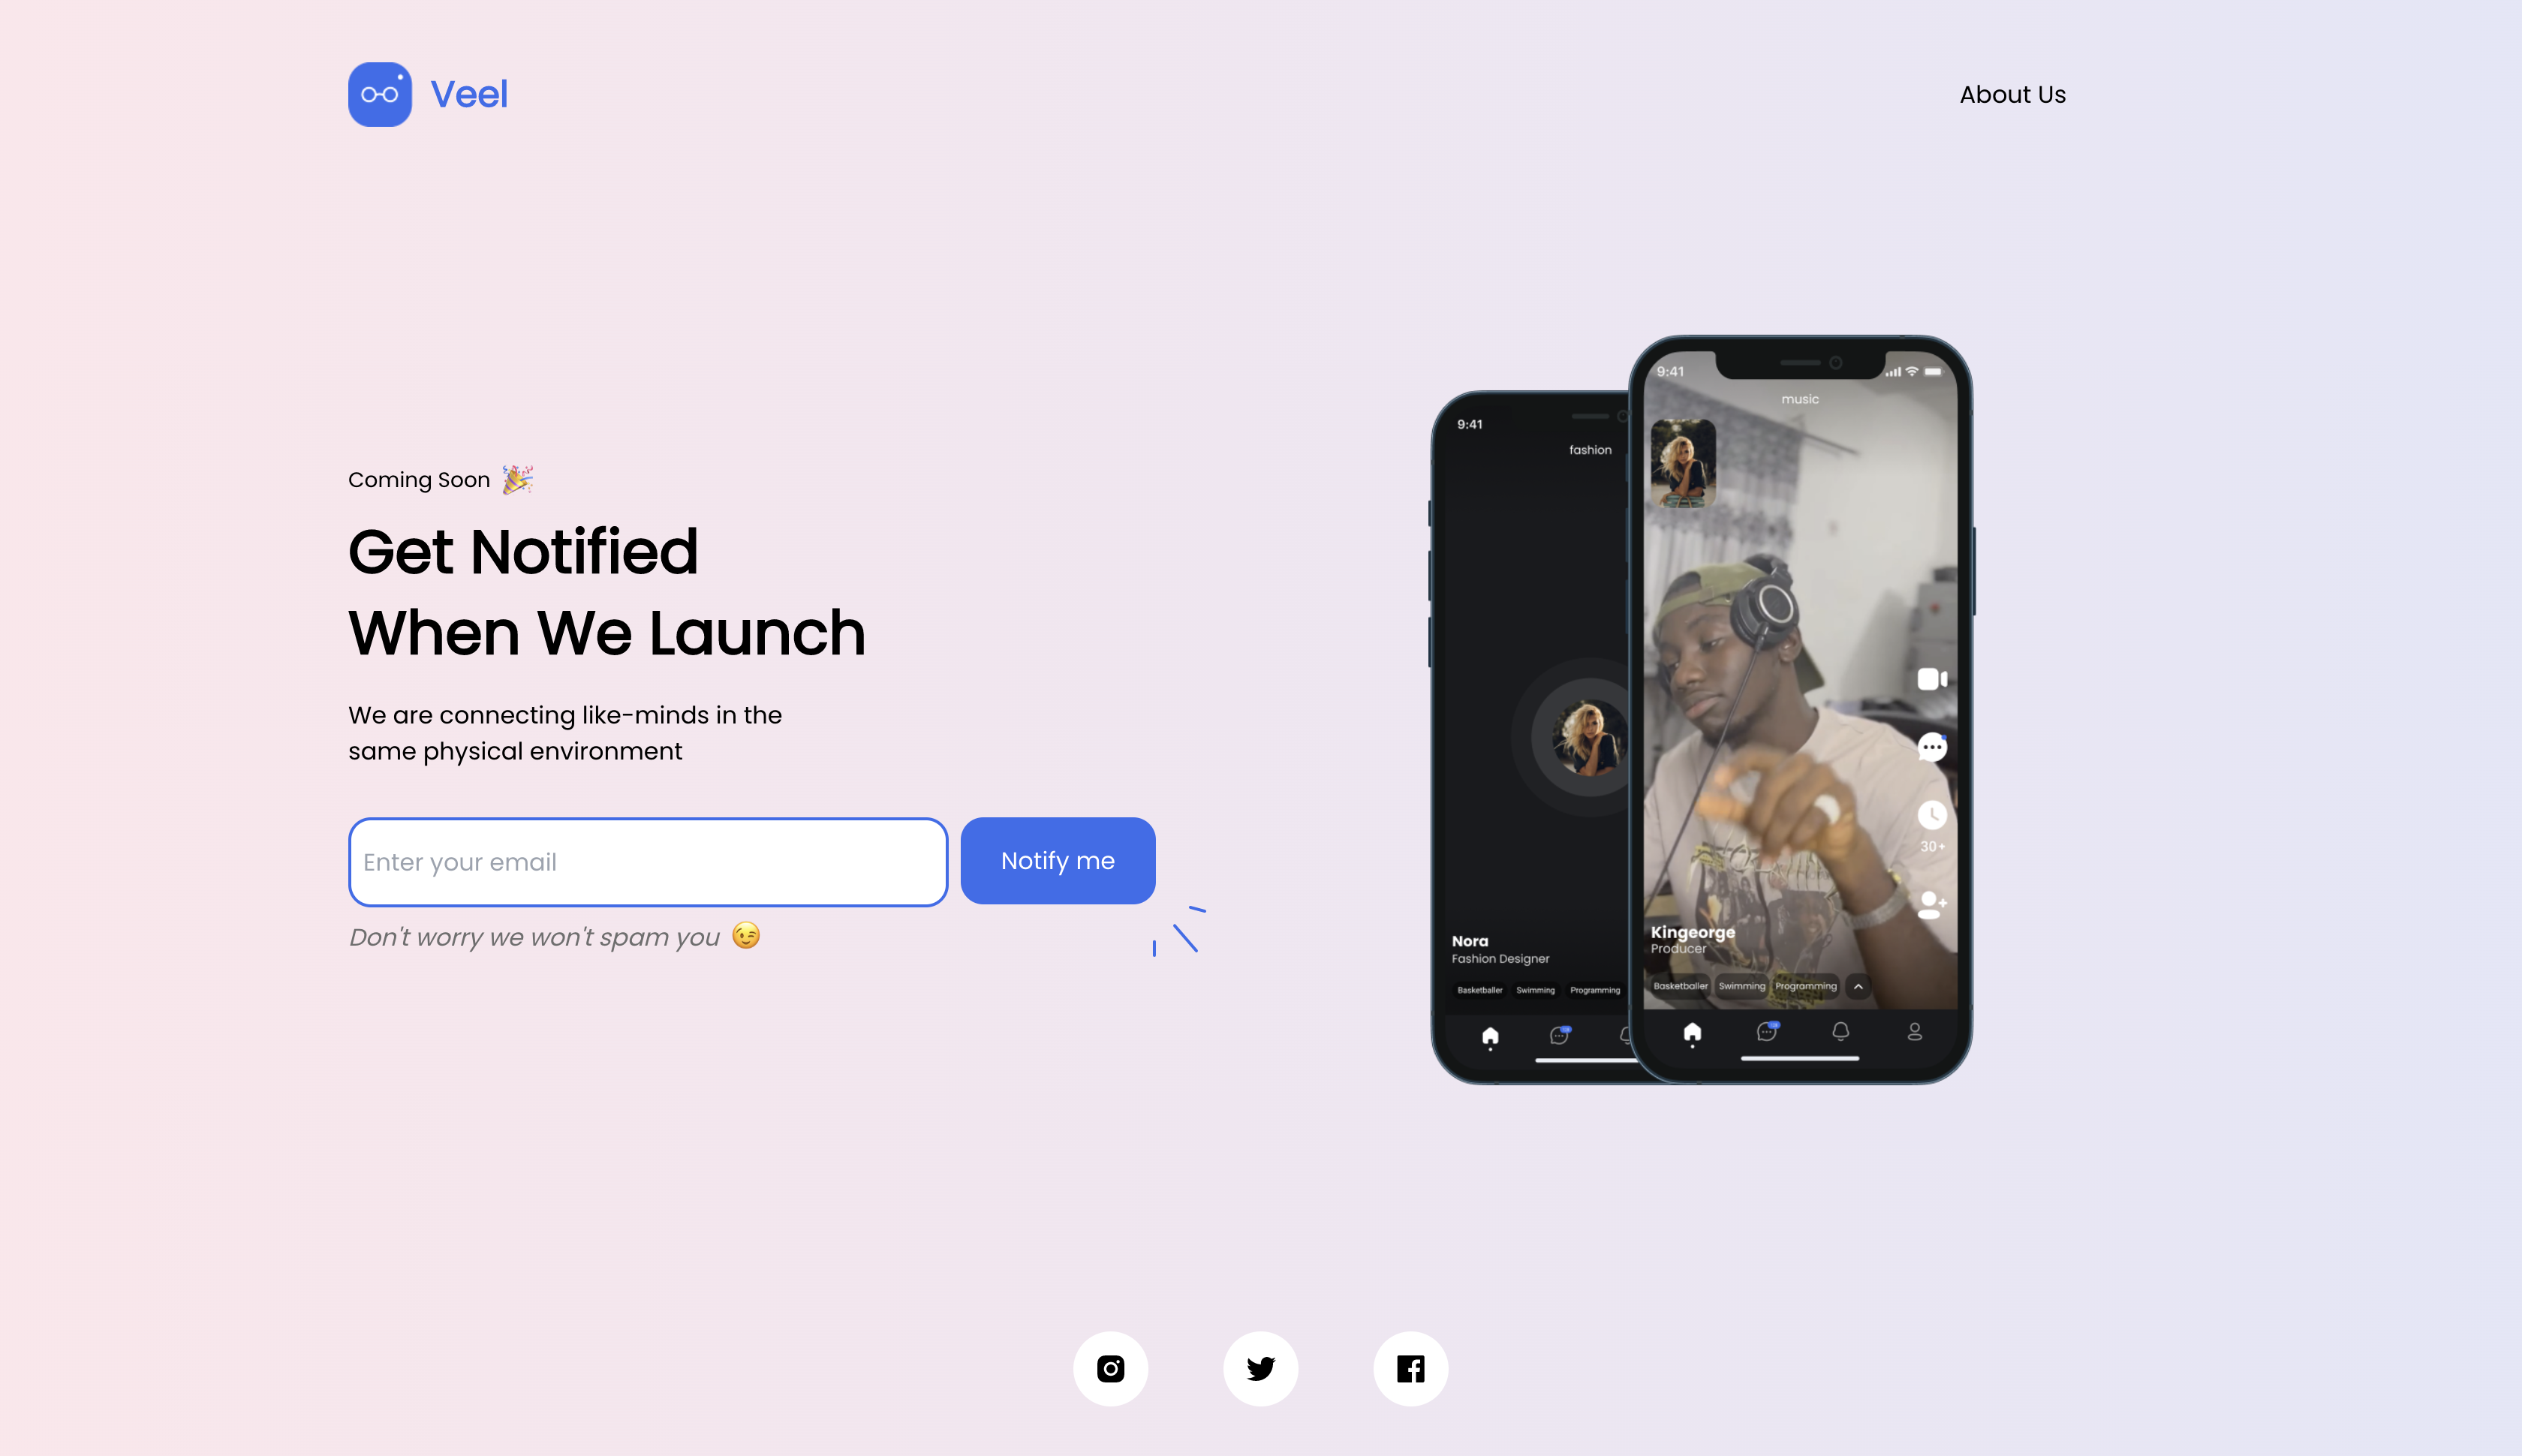 Veel
About Us
Coming Soon 🎉
Get Notified
When We Launch
We are connecting like-minds in the
same physical environment
Enter your email
Notify me
Don't worry we won't spam you 😉
9:41
fashion
Nora
Fashion Designer
Basketballer Swimming Programming
9:41
music
30+
Kingeorge
Producer
Basketballer Swimming Programming